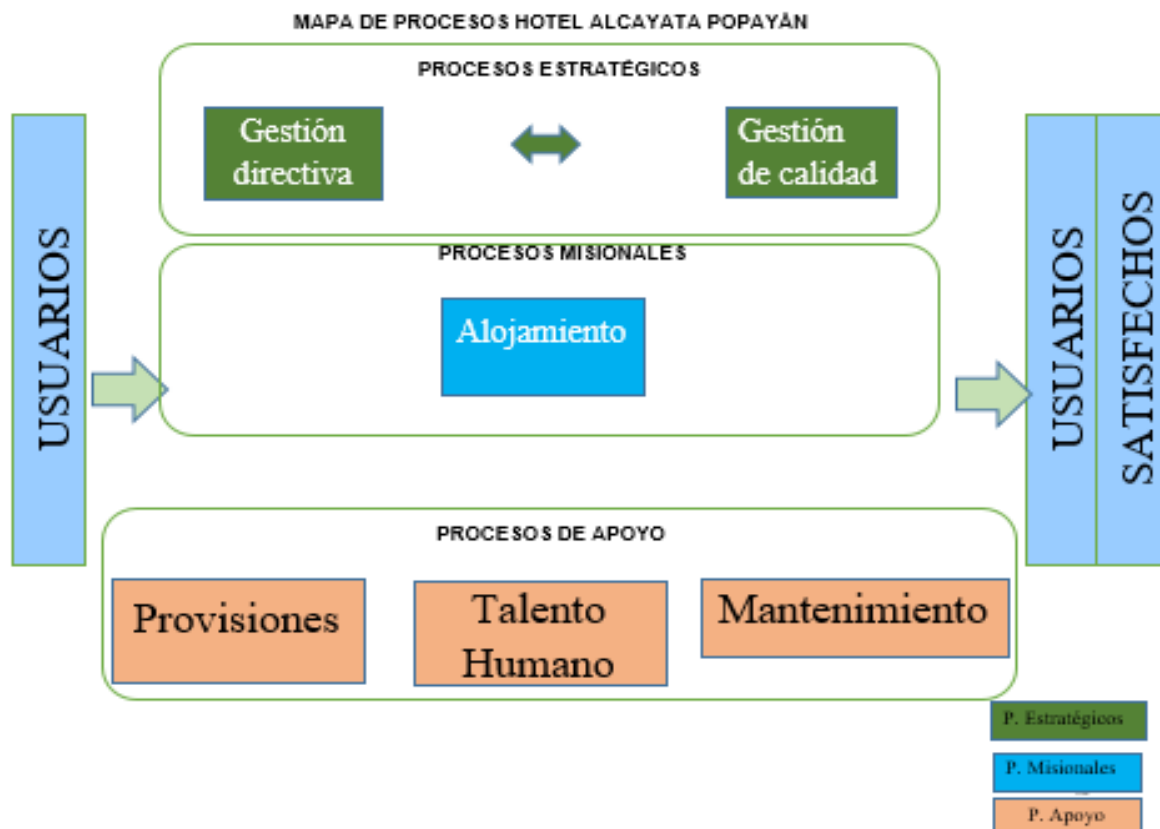 MAPA DE PROCESOS HOTEL ALCAYATA POPAYÁN
PROCESOS ESTRATÉGICOS
Gestión
directiva
Gestión
de calidad
USUARIOS
PROCESOS MISIONALES
Alojamiento
USUARIOS
SATISFECHOS
PROCESOS DE APOYO
Provisiones
Talento
Humano
Mantenimiento
P. Estratégicos
P. Misionales
P. Apoyo